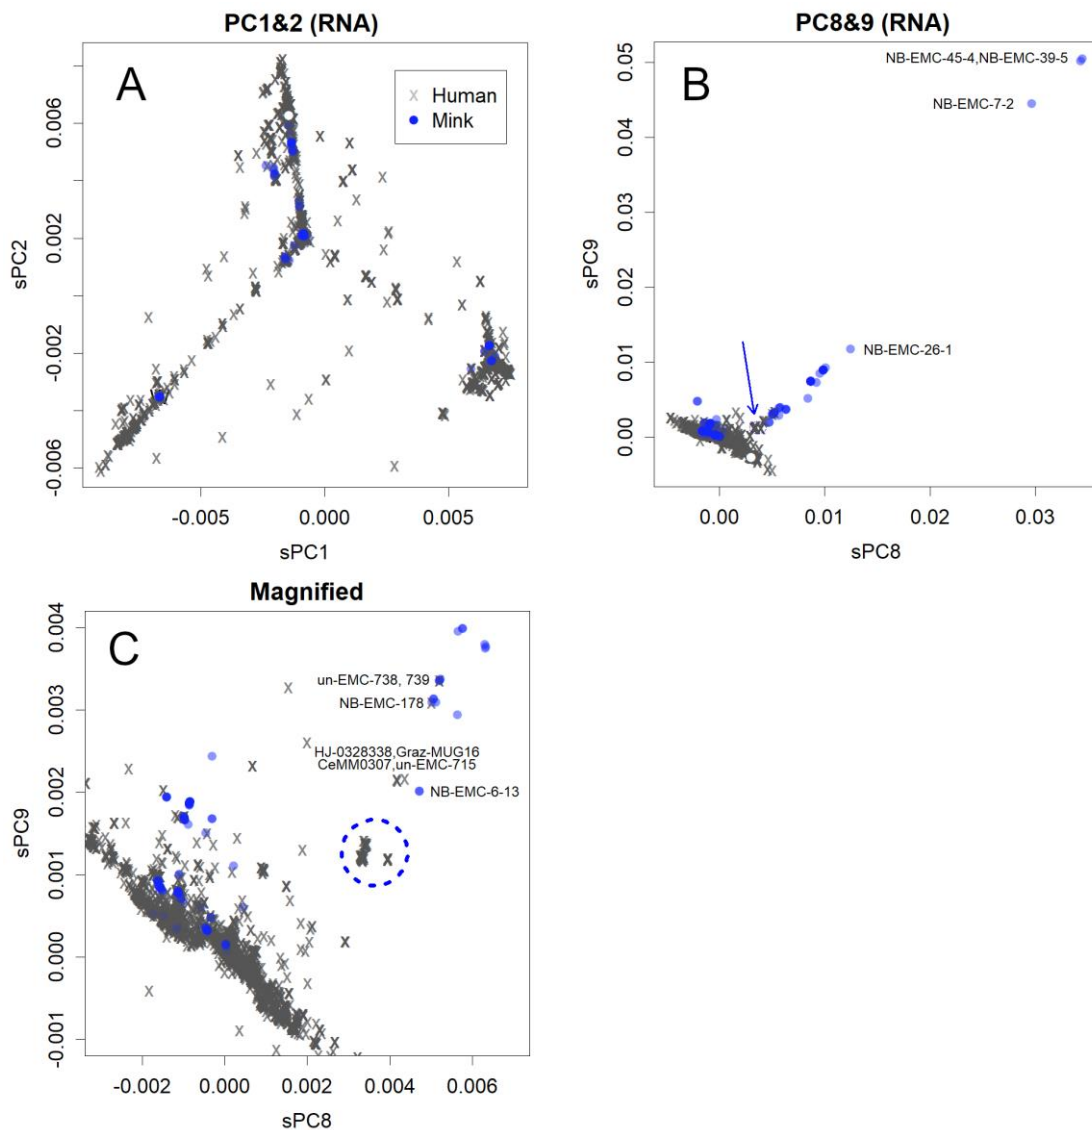 PC1&2 (RNA)
A
X Human
Mink
0.006
0.002
-0.002
-0.006
sPC2
-0.005
0.000
0.005
sPC1
PC8&9 (RNA)
B
NB-EMC-45-4,NB-EMC-39-5
NB-EMC-7-2
NB-EMC-26-1
0.05
0.04
0.03
0.02
0.01
0.00
sPC9
0.00
0.01
0.02
0.03
sPC8
Magnified
C
un-EMC-738, 739
NB-EMC-178
HJ-0328338,Graz-MUG16
CeMM0307,un-EMC-715
NB-EMC-6-13
0.004
0.003
0.002
0.001
0.000
-0.001
sPC9
-0.002
0.000
0.002
0.004
0.006
sPC8